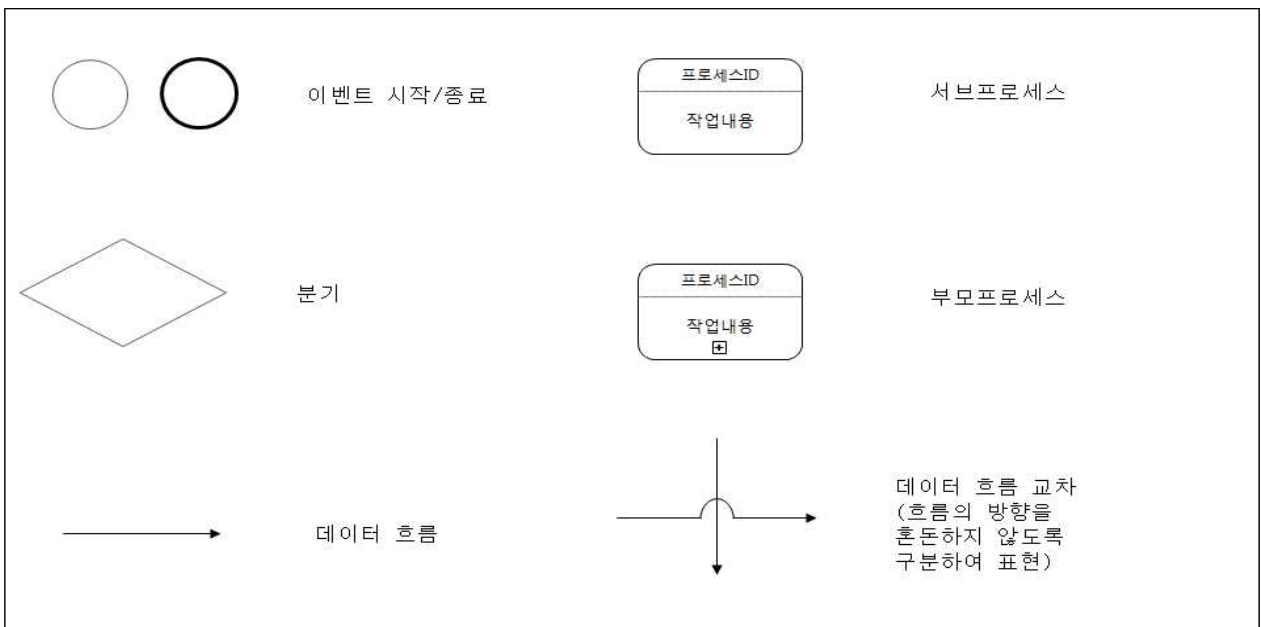 이벤트 시작/종료
프로세스ID
작업내용
서브프로세스
분기
프로세스ID
작업내용
부모프로세스
데이터 흐름
데이터 흐름 교차
(흐름의 방향을
혼돈하지 않도록
구분하여 표현)